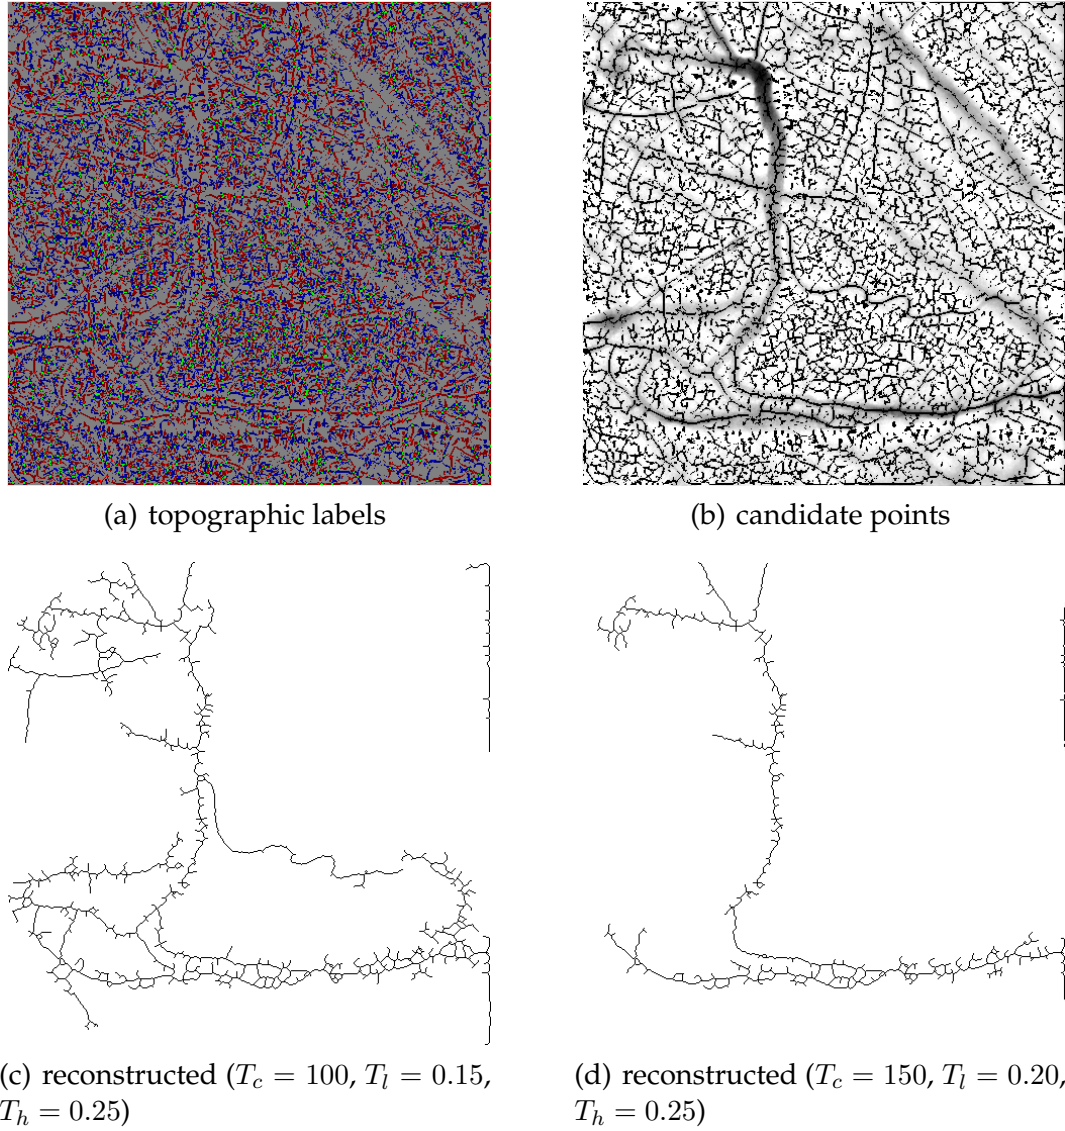 (a) topographic labels
(b) candidate points
(c) reconstructed (T_c = 100, T_l = 0.15,
T_h = 0.25)
(d) reconstructed (T_c = 150, T_l = 0.20,
T_h = 0.25)